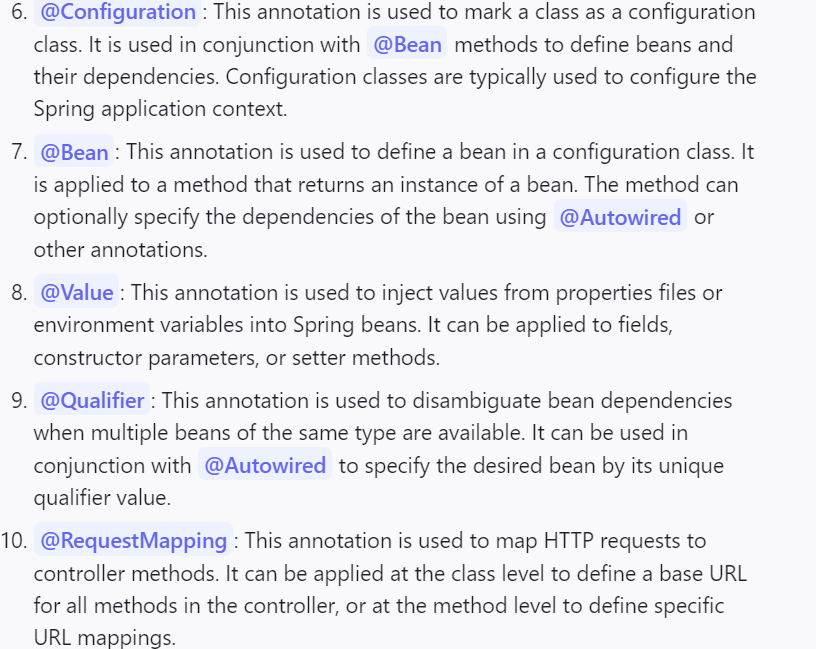 6. @Configuration : This annotation is used to mark a class as a configuration
class. It is used in conjunction with @Bean methods to define beans and
their dependencies. Configuration classes are typically used to configure the
Spring application context.
7. @Bean : This annotation is used to define a bean in a configuration class. It
is applied to a method that returns an instance of a bean. The method can
optionally specify the dependencies of the bean using @Autowired or
other annotations.
8. @Value : This annotation is used to inject values from properties files or
environment variables into Spring beans. It can be applied to fields,
constructor parameters, or setter methods.
9. @Qualifier : This annotation is used to disambiguate bean dependencies
when multiple beans of the same type are available. It can be used in
conjunction with @Autowired to specify the desired bean by its unique
qualifier value.
10. @RequestMapping : This annotation is used to map HTTP requests to
controller methods. It can be applied at the class level to define a base URL
for all methods in the controller, or at the method level to define specific
URL mappings.